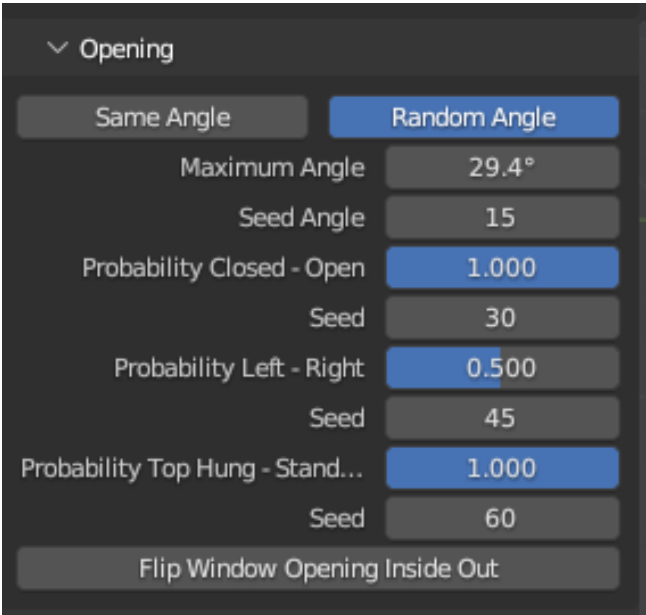 Opening
Same Angle Random Angle
Maximum Angle 29.4°
Seed Angle 15
Probability Closed - Open 1.000
Seed 30
Probability Left - Right 0.500
Seed 45
Probability Top Hung - Stand... 1.000
Seed 60
Flip Window Opening Inside Out